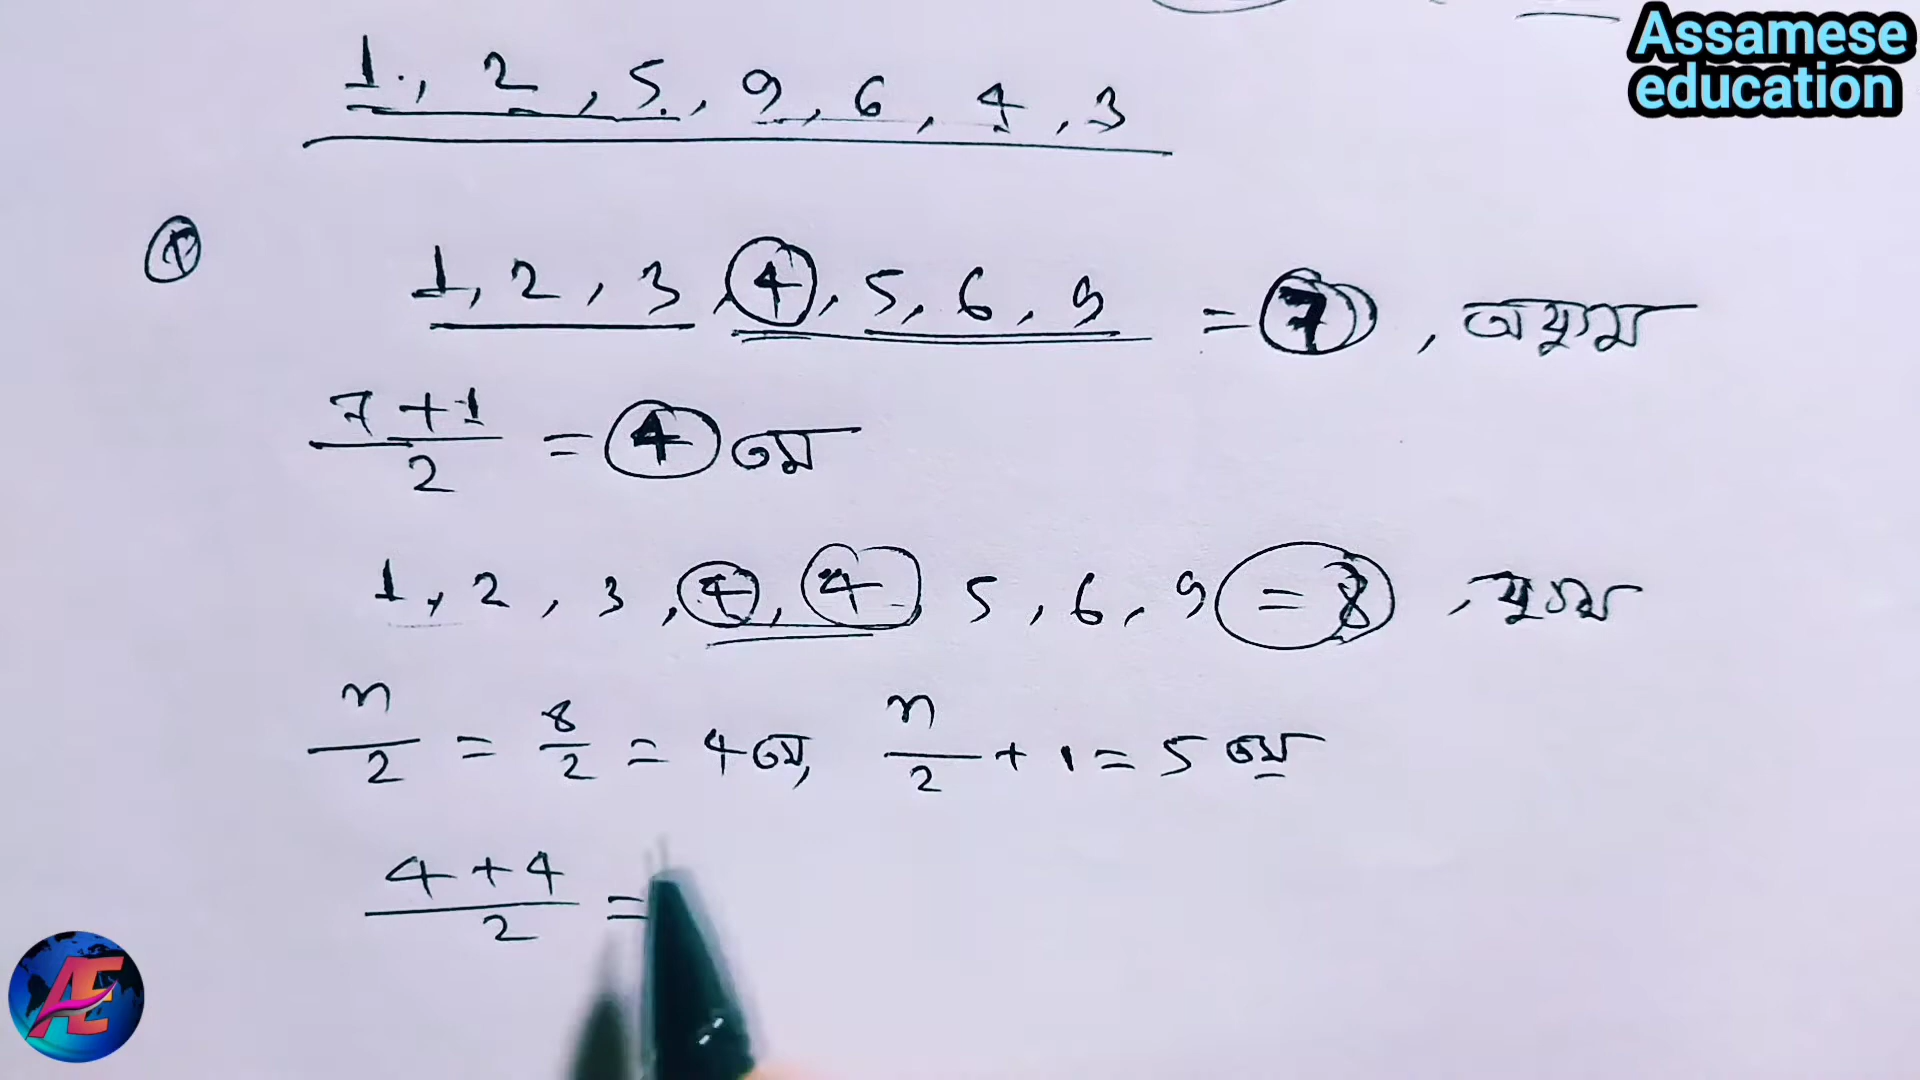 Assamese
education
1., 2, 5, 9, 6, 4, 3
1, 2, 3, 4, 5, 6, 9 = 7, অযুগ্ম
7+1/2 = 4 তম
1, 2, 3, 4, 4, 5, 6, 9 = 8, যুগ্ম
n/2 = 8/2 = 4 তম, n/2 + 1 = 5 তম
4+4/2 =
AE